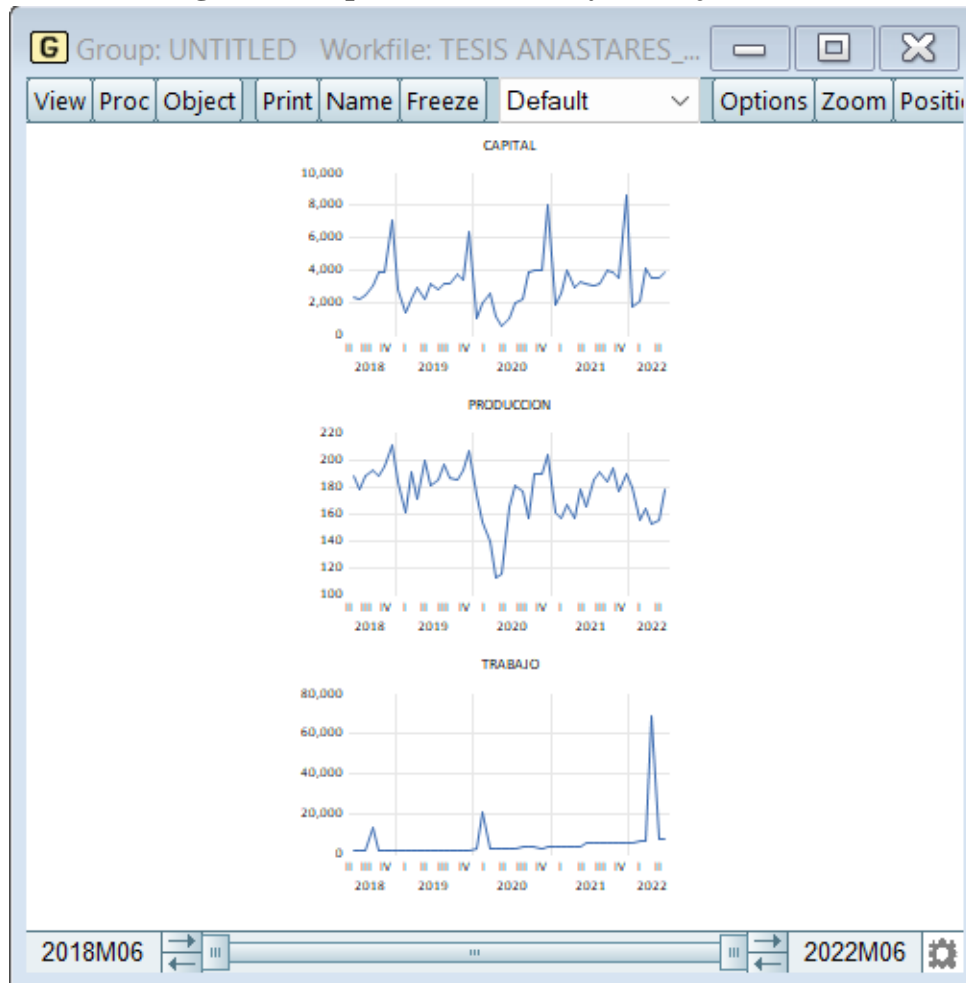 G Group: UNTITLED Workfile: TESIS ANASTARES_...
View Proc Object Print Name Freeze Default Options Zoom Positi
CAPITAL
10,000
8,000
6,000
4,000
2,000
0
II III IV I II III IV I II III IV I II III IV I II
2018 2019 2020 2021 2022
PRODUCCION
220
200
180
160
140
120
100
II III IV I II III IV I II III IV I II III IV I II
2018 2019 2020 2021 2022
TRABAJO
80,000
60,000
40,000
20,000
0
II III IV I II III IV I II III IV I II III IV I II
2018 2019 2020 2021 2022
2018M06 2022M06